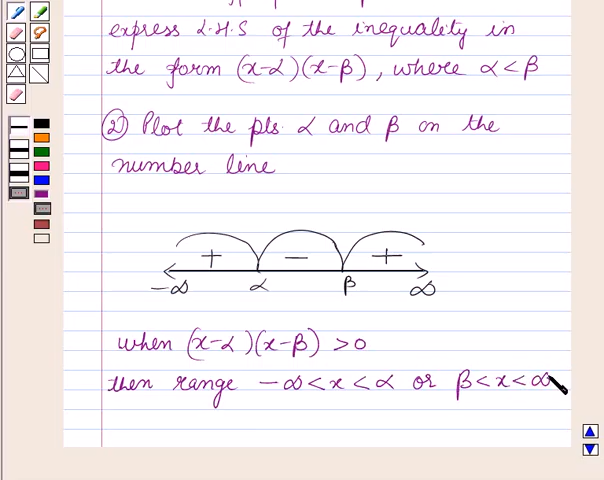 express L.H.S of the inequality in
the form (x-α)(x-β), where α<β
② Plot the pts. α and β on the
number line
+ − +
-∞ α β ∞
when (x-α)(x-β) >0
then range -∞<x<α or β<x<∞